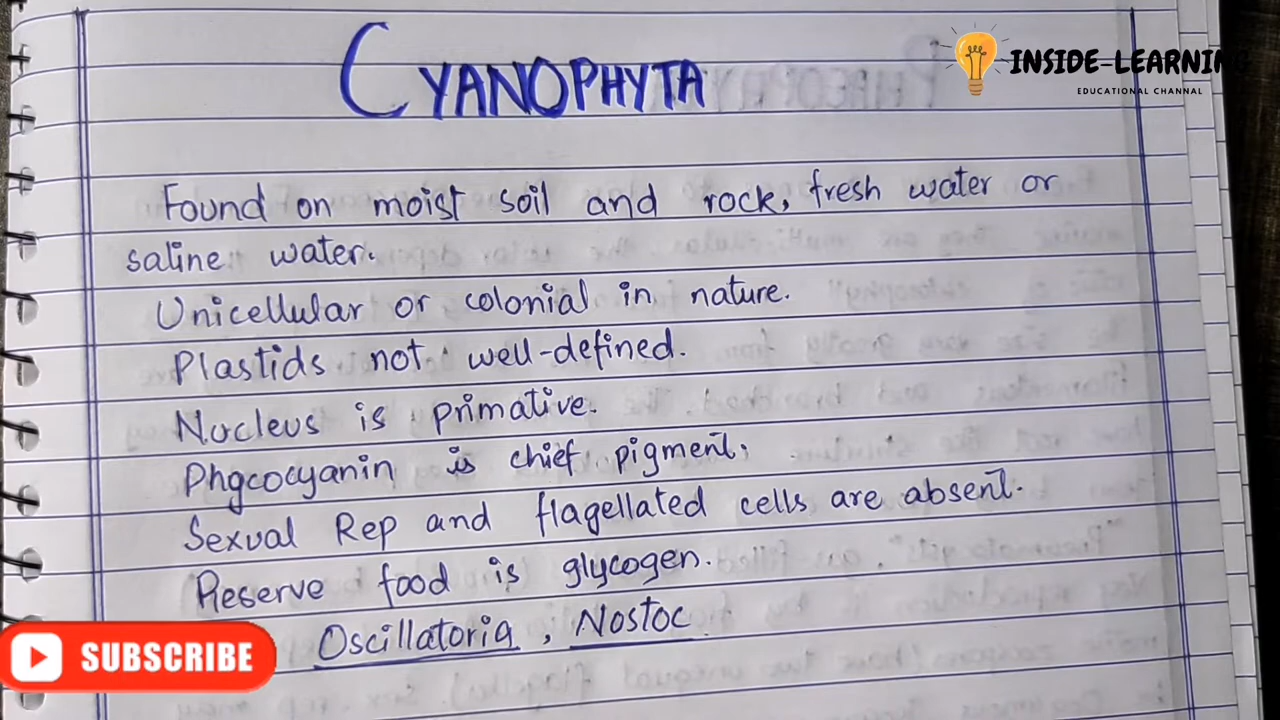 CYANOPHYTA
INSIDE-LEARNING
EDUCATIONAL CHANNEL
Found on moist soil and rock, fresh water or
saline water.
Unicellular or colonial in nature.
Plastids not well-defined.
Nucleus is primative.
Phycocyanin is chief pigment.
Sexual Rep and flagellated cells are absent.
Reserve food is glycogen.
Oscillatoria, Nostoc
SUBSCRIBE